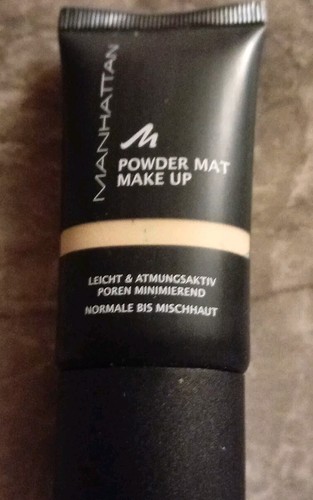 MANHATTAN
M
POWDER MAT
MAKE UP
LEICHT & ATMUNGSAKTIV
POREN MINIMIEREND
NORMALE BIS MISCHHAUT